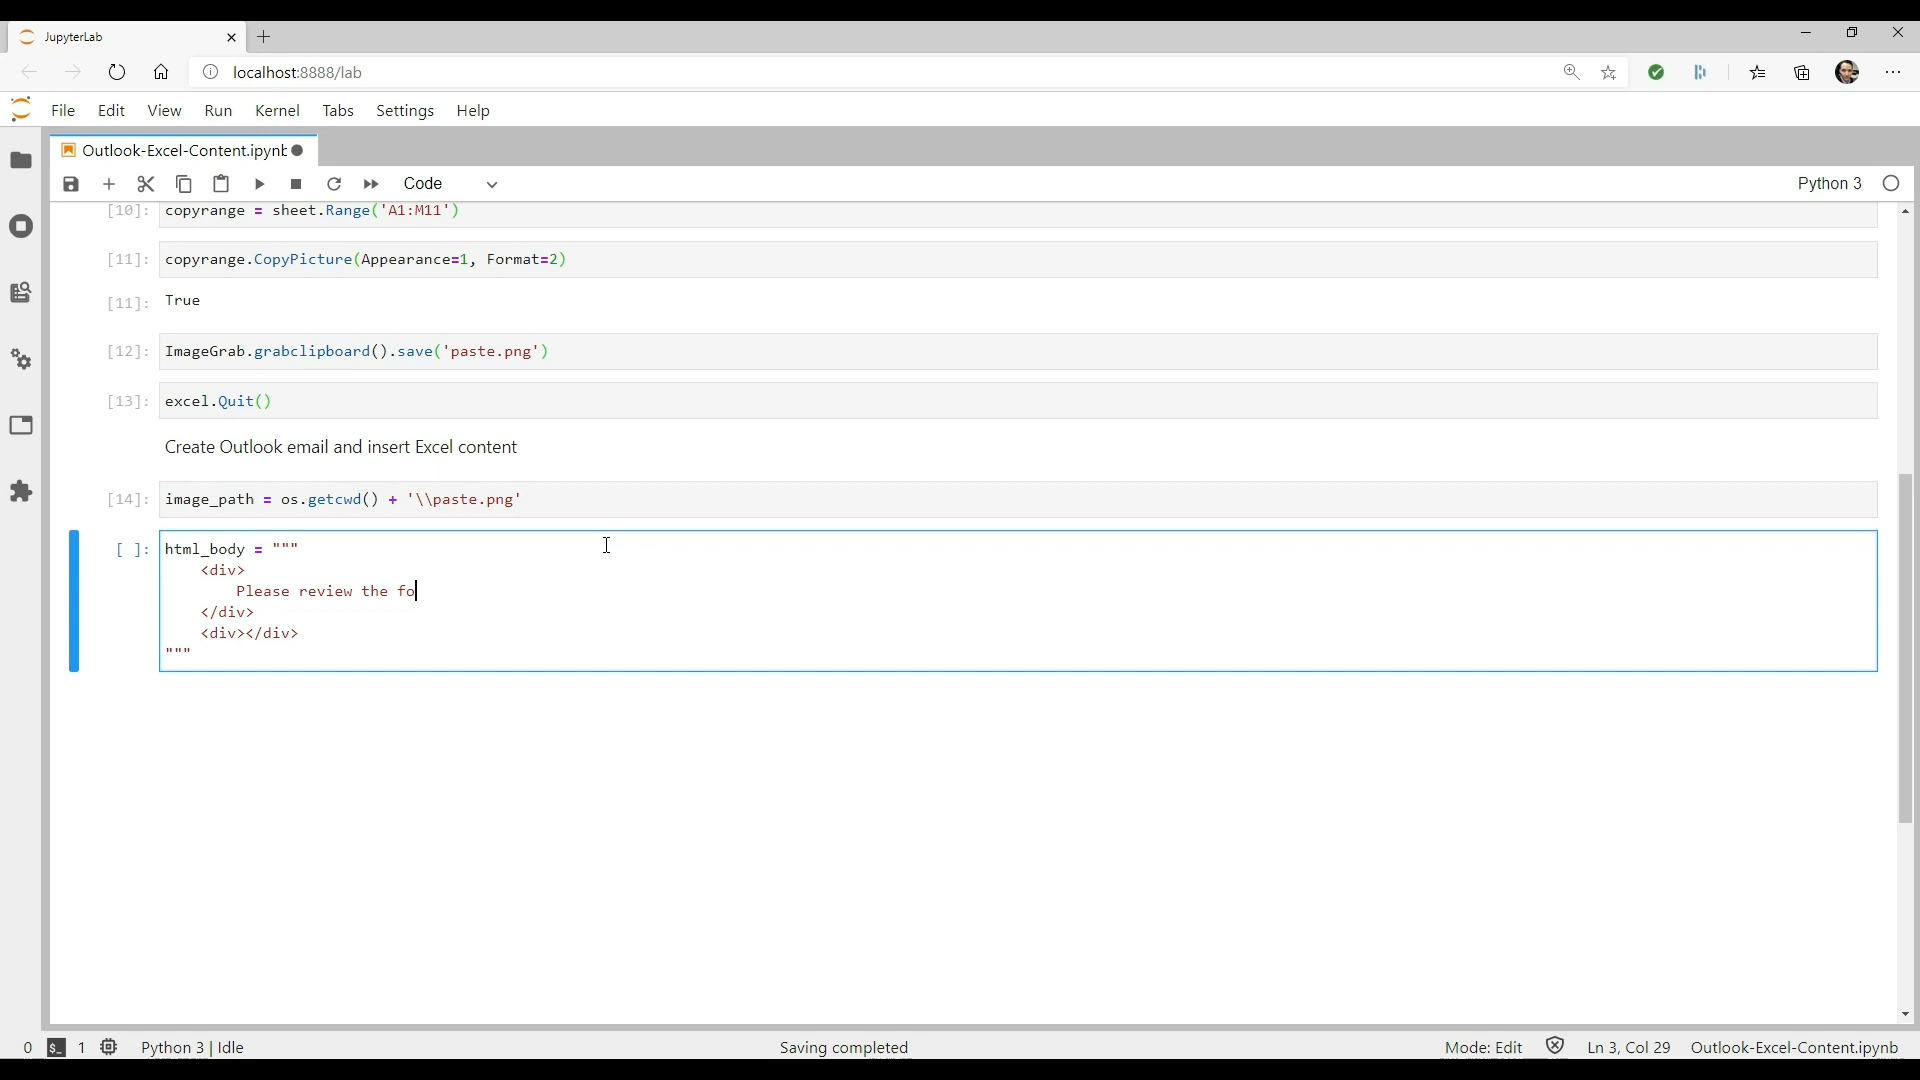 JupyterLab
localhost:8888/lab
File Edit View Run Kernel Tabs Settings Help
Outlook-Excel-Content.ipynb
Code
Python 3
[10]: copyrange = sheet.Range('A1:M11')
[11]: copyrange.CopyPicture(Appearance=1, Format=2)
[11]: True
[12]: ImageGrab.grabclipboard().save('paste.png')
[13]: excel.Quit()
Create Outlook email and insert Excel content
[14]: image_path = os.getcwd() + '\\paste.png'
[ ]: html_body = """
<div>
Please review the fo
</div>
<div></div>
"""
0 $_ 1 Python 3 | Idle Saving completed Mode: Edit Ln 3, Col 29 Outlook-Excel-Content.ipynb